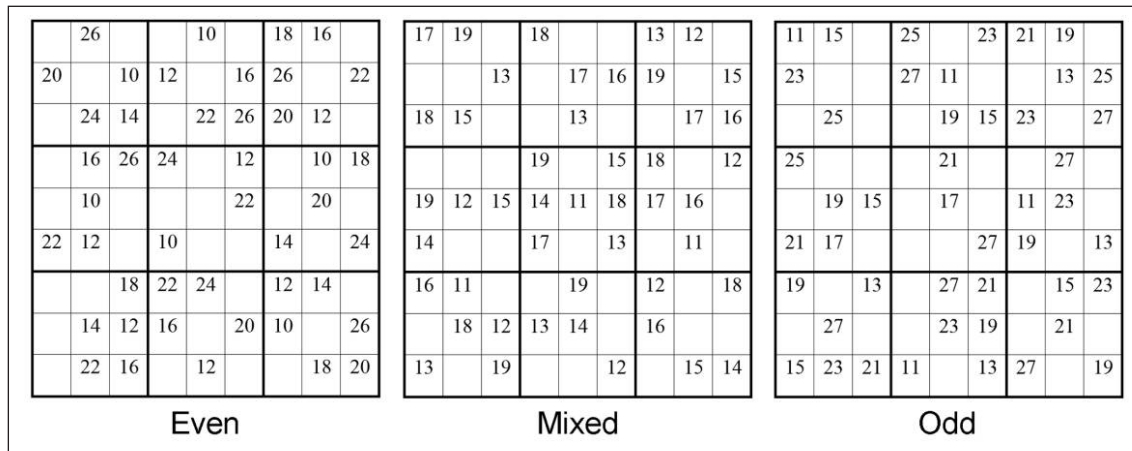 26 10 18 16 17 19 18 13 12 11 15 25 23 21 19
20 10 12 16 26 22 13 17 16 19 15 23 27 11 13 25
24 14 22 26 20 12 18 15 13 17 16 25 19 15 23 27
16 26 24 12 10 18 19 15 18 12 25 21 27
10 22 20 19 12 15 14 11 18 17 16 19 15 17 11 23
22 12 10 14 24 14 17 13 11 21 17 27 19 13
18 22 24 12 14 16 11 19 12 18 19 13 27 21 15 23
14 12 16 20 10 26 18 12 13 14 16 27 23 19 21
22 16 12 18 20 13 19 12 15 14 15 23 21 11 13 27 19
Even Mixed Odd